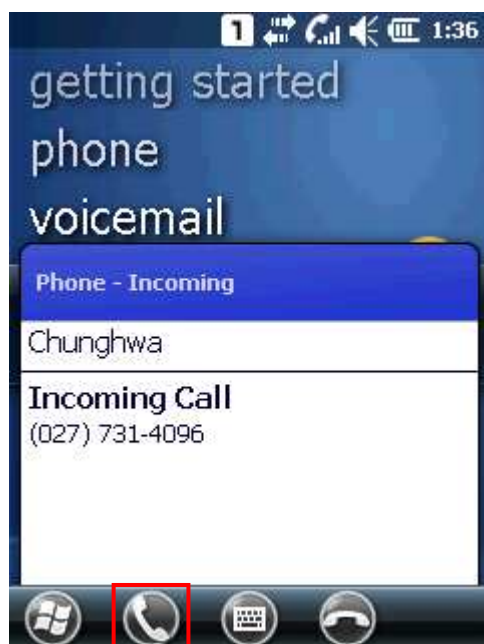 1 1:36
getting started
phone
voicemail
Phone - Incoming
Chunghwa
Incoming Call
(027) 731-4096